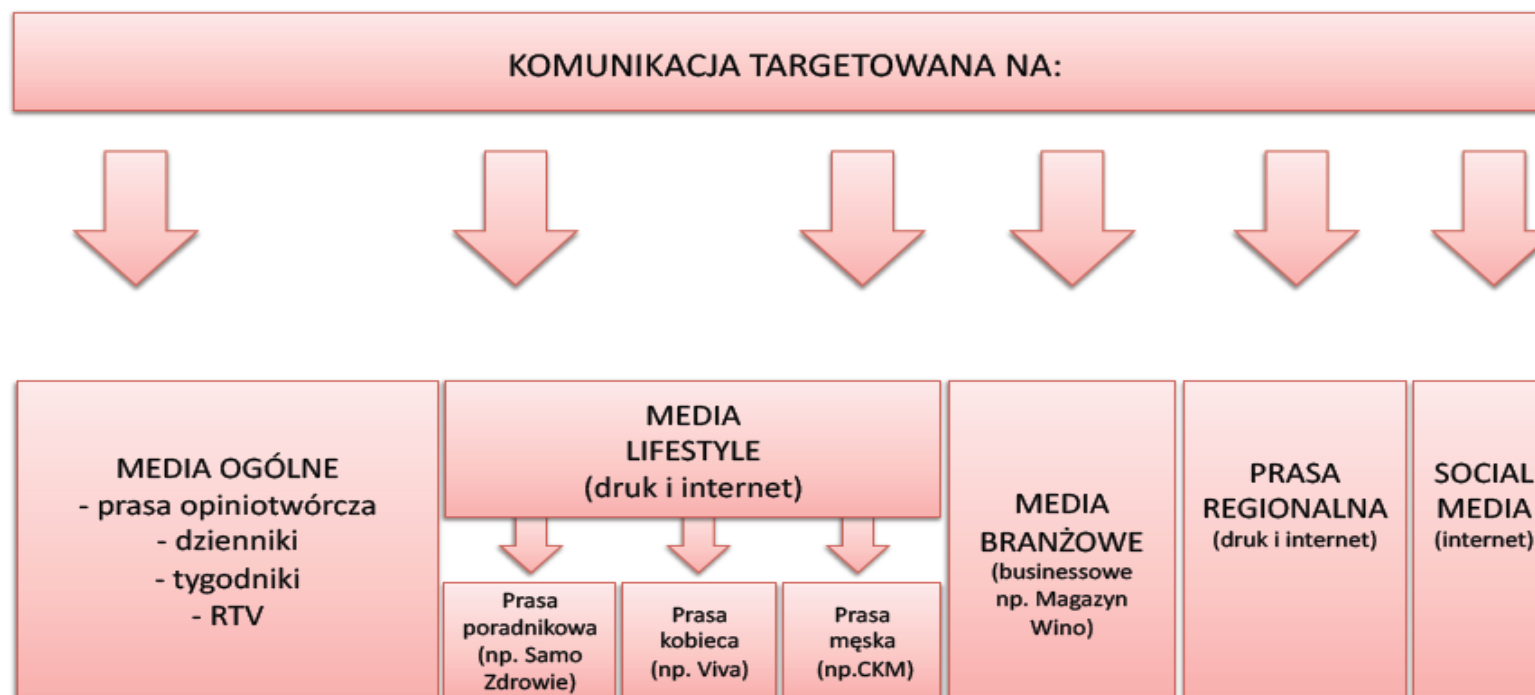 KOMUNIKACJA TARGETOWANA NA:
MEDIA OGÓLNE
- prasa opiniotwórcza
- dzienniki
- tygodniki
- RTV
MEDIA
LIFESTYLE
(druk i internet)
Prasa
poradnikowa
(np. Samo
Zdrowie)
Prasa
kobieca
(np. Viva)
Prasa
męska
(np.CKM)
MEDIA
BRANŻOWE
(businessowe
np. Magazyn
Wino)
PRASA
REGIONALNA
(druk i internet)
SOCIAL
MEDIA
(internet)